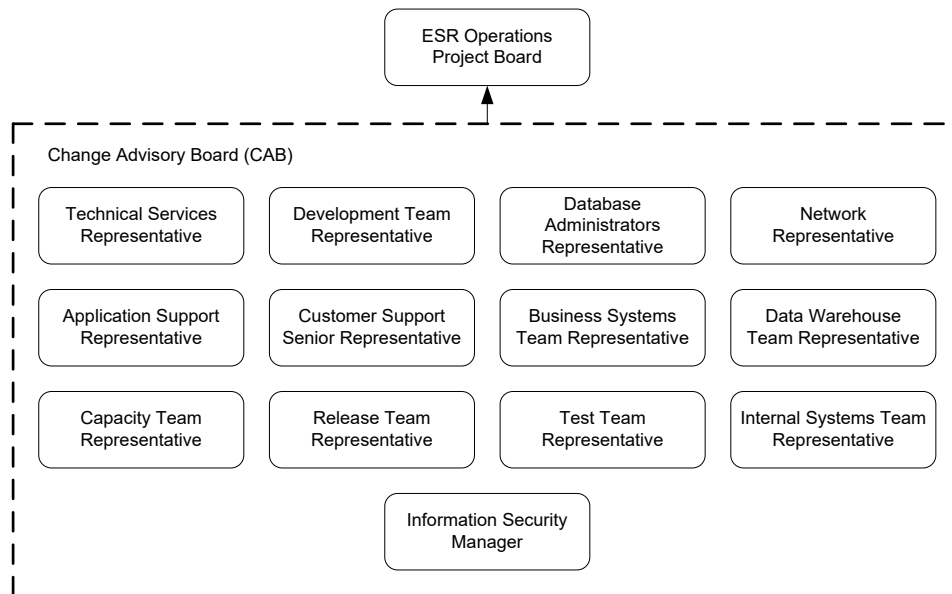 ESR Operations
Project Board
Change Advisory Board (CAB)
Technical Services
Representative
Development Team
Representative
Database
Administrators
Representative
Network
Representative
Application Support
Representative
Customer Support
Senior Representative
Business Systems
Team Representative
Data Warehouse
Team Representative
Capacity Team
Representative
Release Team
Representative
Test Team
Representative
Internal Systems Team
Representative
Information Security
Manager